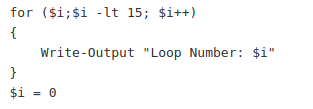 for ($i;$i -lt 15; $i++)
{
    Write-Output "Loop Number: $i"
}
$i = 0